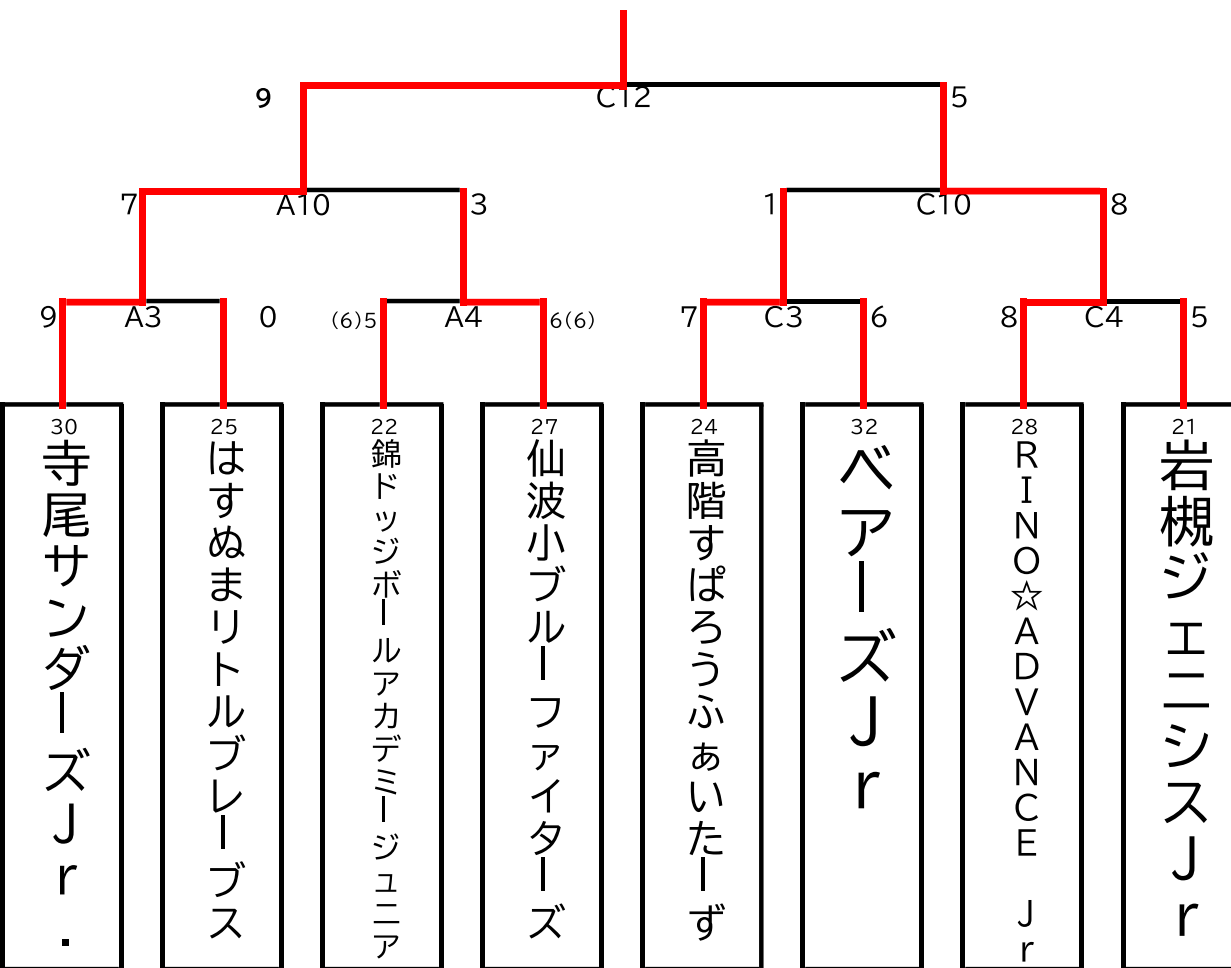 9 C12 5
7 A10 3
1 C10 8
9 A3 0
(6)5 A4 6(6)
7 C3 6
8 C4 5
30
寺尾サンダーズJr.
25
はすぬまリトルブレーブス
22
錦ドッジボールアカデミージュニア
27
仙波小ブルーファイターズ
24
高階すぱろうふぁいたーず
32
ベアーズJr
28
RINO☆ADVANCE Jr
21
岩槻ジェニシスJr